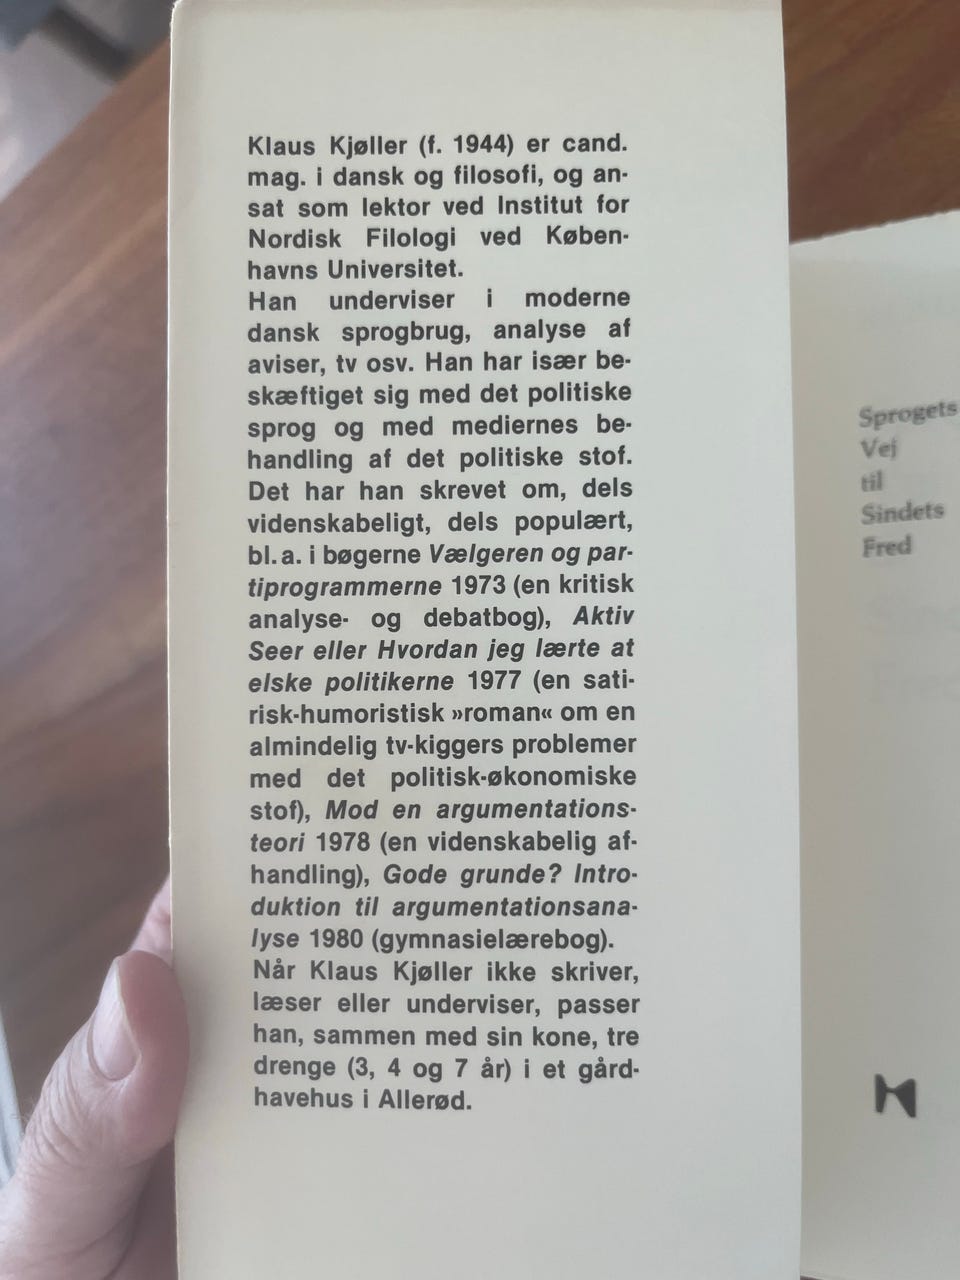 Klaus Kjøller (f. 1944) er cand.
mag. i dansk og filosofi, og an-
sat som lektor ved Institut for
Nordisk Filologi ved Køben-
havns Universitet.
Han underviser i moderne
dansk sprogbrug, analyse af
aviser, tv osv. Han har især be-
skæftiget sig med det politiske
sprog og med mediernes be-
handling af det politiske stof.
Det har han skrevet om, dels
videnskabeligt, dels populært,
bl.a. i bøgerne Vælgeren og par-
tiprogrammerne 1973 (en kritisk
analyse- og debatbog), Aktiv
Seer eller Hvordan jeg lærte at
elske politikerne 1977 (en sati-
risk-humoristisk »roman« om en
almindelig tv-kiggers problemer
med det politisk-økonomiske
stof), Mod en argumentations-
teori 1978 (en videnskabelig af-
handling), Gode grunde? Intro-
duktion til argumentationsana-
lyse 1980 (gymnasielærebog).
Når Klaus Kjøller ikke skriver,
læser eller underviser, passer
han, sammen med sin kone, tre
drenge (3, 4 og 7 år) i et gård-
havehus i Allerød.
Sprogets
Vej
til
Sindets
Fred